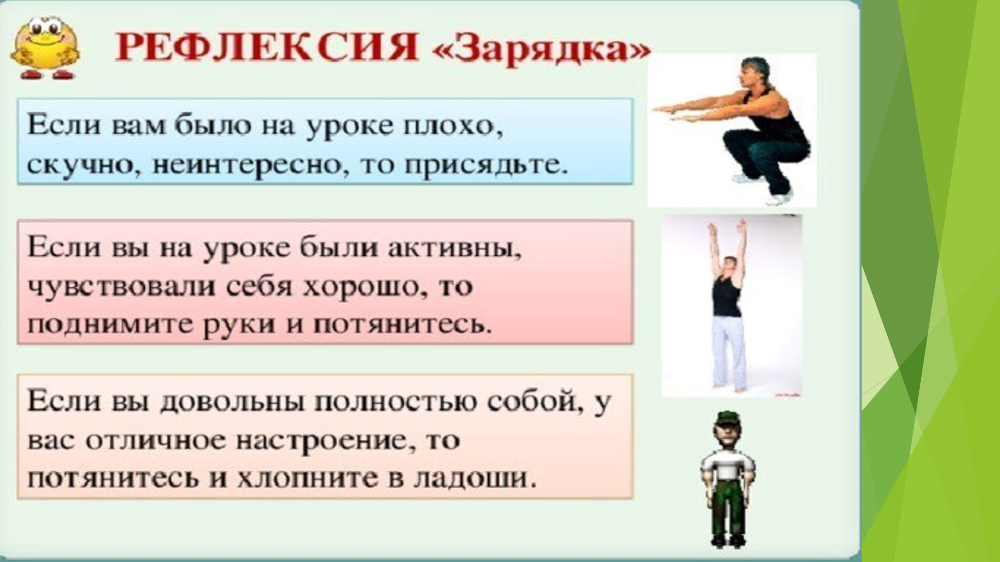 РЕФЛЕКСИЯ «Зарядка»
Если вам было на уроке плохо,
скучно, неинтересно, то присядьте.
Если вы на уроке были активны,
чувствовали себя хорошо, то
поднимите руки и потянитесь.
Если вы довольны полностью собой, у
вас отличное настроение, то
потянитесь и хлопните в ладоши.